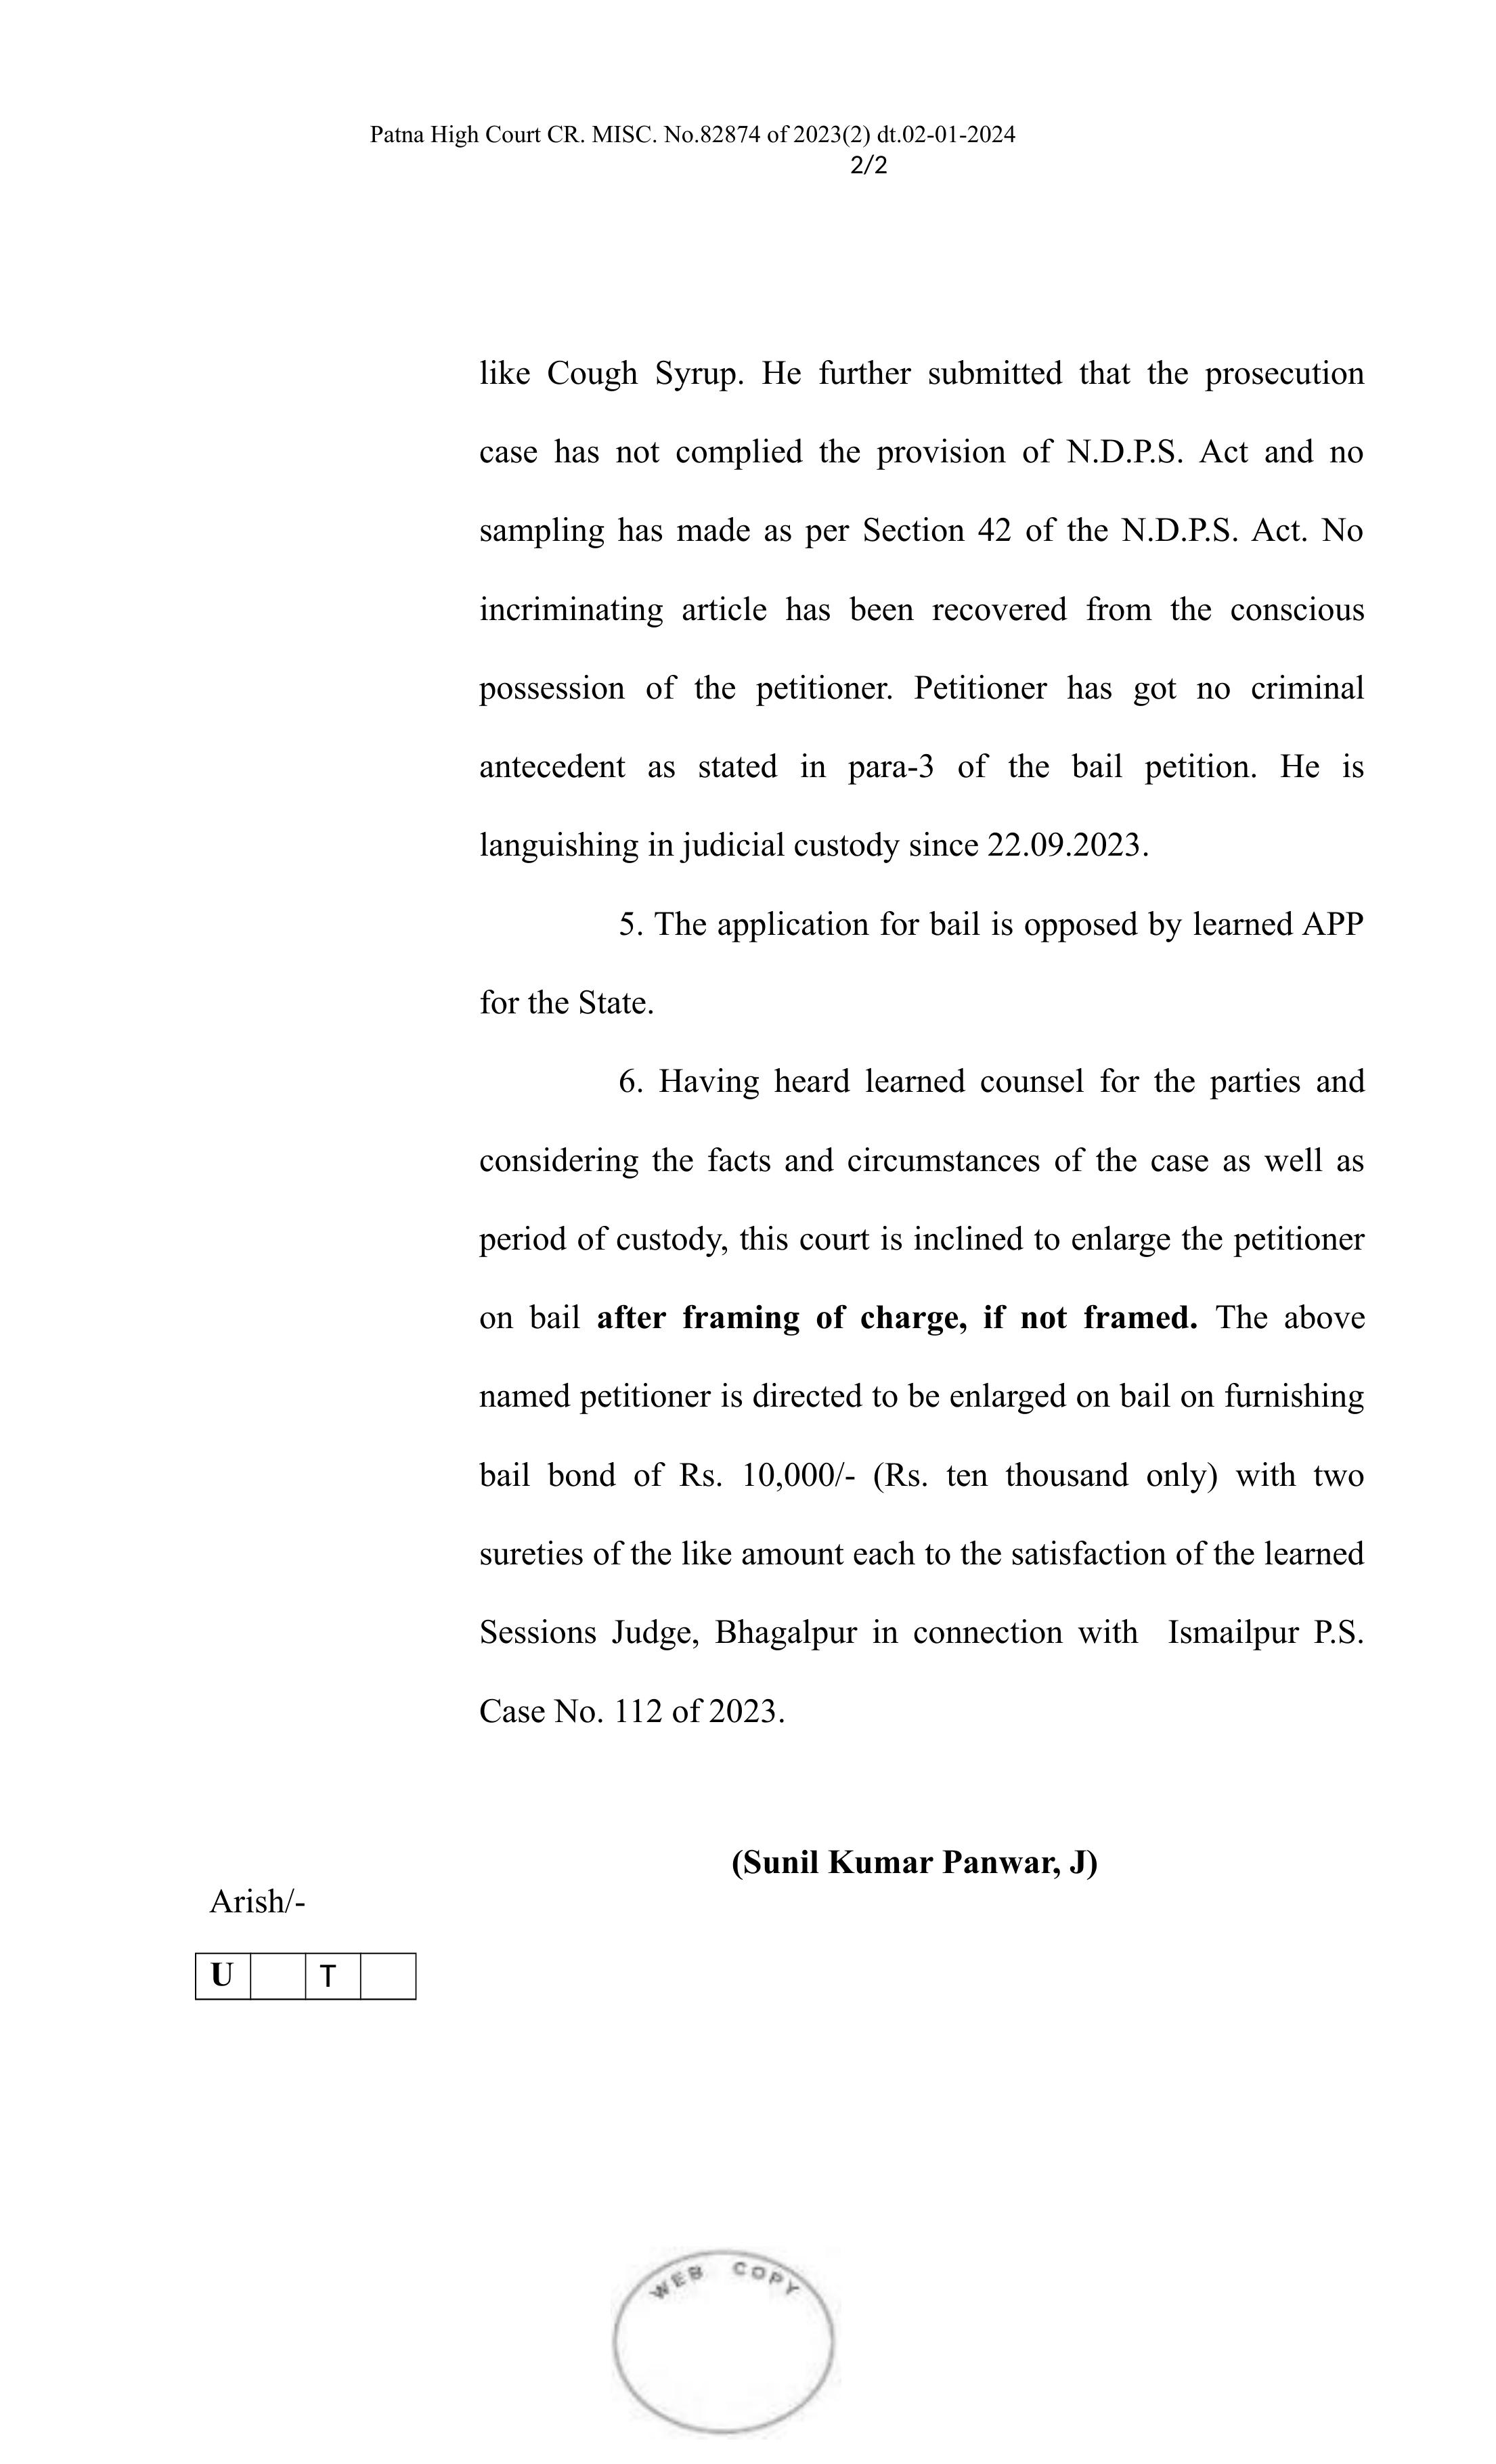 Patna High Court CR. MISC. No.82874 of 2023(2) dt.02-01-2024
2/2
like Cough Syrup. He further submitted that the prosecution
case has not complied the provision of N.D.P.S. Act and no
sampling has made as per Section 42 of the N.D.P.S. Act. No
incriminating article has been recovered from the conscious
possession of the petitioner. Petitioner has got no criminal
antecedent as stated in para-3 of the bail petition. He is
languishing in judicial custody since 22.09.2023.
5. The application for bail is opposed by learned APP
for the State.
6. Having heard learned counsel for the parties and
considering the facts and circumstances of the case as well as
period of custody, this court is inclined to enlarge the petitioner
on bail after framing of charge, if not framed. The above
named petitioner is directed to be enlarged on bail on furnishing
bail bond of Rs. 10,000/- (Rs. ten thousand only) with two
sureties of the like amount each to the satisfaction of the learned
Sessions Judge, Bhagalpur in connection with Ismailpur P.S.
Case No. 112 of 2023.
(Sunil Kumar Panwar, J)
Arish/-
U T
WEB COPY